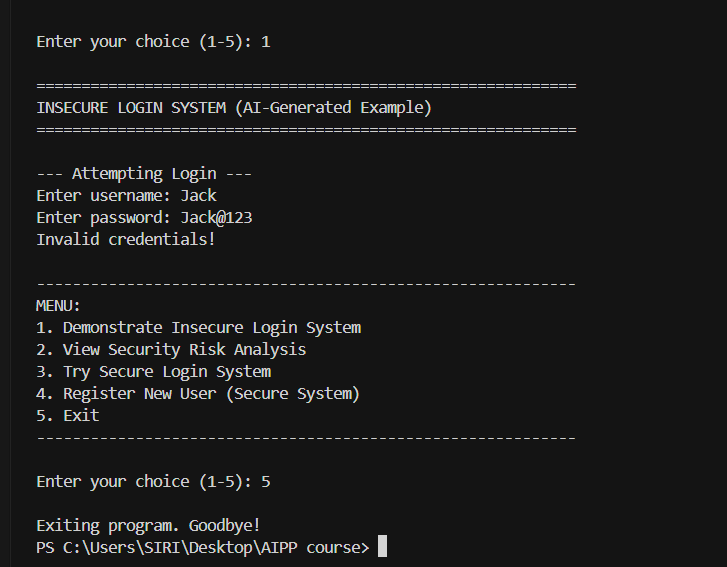 Enter your choice (1-5): 1
============================================================
INSECURE LOGIN SYSTEM (AI-Generated Example)
============================================================
--- Attempting Login ---
Enter username: Jack
Enter password: Jack@123
Invalid credentials!
------------------------------------------------------------
MENU:
1. Demonstrate Insecure Login System
2. View Security Risk Analysis
3. Try Secure Login System
4. Register New User (Secure System)
5. Exit
------------------------------------------------------------
Enter your choice (1-5): 5
Exiting program. Goodbye!
PS C:\Users\SIRI\Desktop\AIPP course>